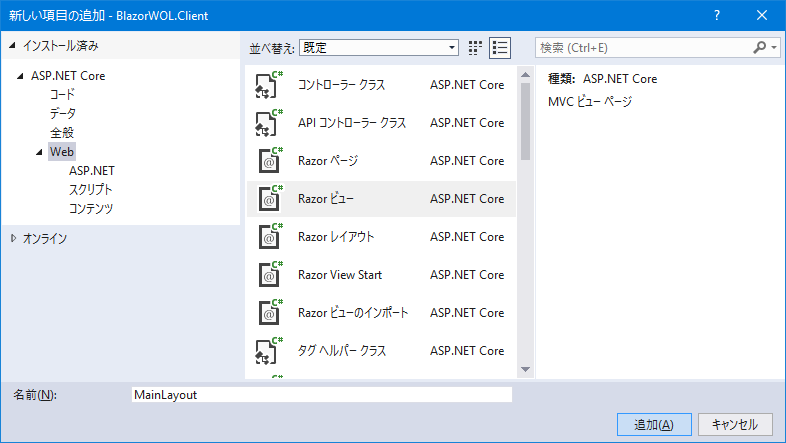 新しい項目の追加 - BlazorWOL.Client
インストール済み
並べ替え: 既定
検索 (Ctrl+E)
ASP.NET Core
コード
データ
全般
Web
ASP.NET
スクリプト
コンテンツ
オンライン
コントローラー クラス ASP.NET Core
API コントローラー クラス ASP.NET Core
Razor ページ ASP.NET Core
Razor ビュー ASP.NET Core
Razor レイアウト ASP.NET Core
Razor View Start ASP.NET Core
Razor ビューのインポート ASP.NET Core
タグ ヘルパー クラス ASP.NET Core
種類: ASP.NET Core
MVC ビュー ページ
名前(N): MainLayout
追加(A) キャンセル